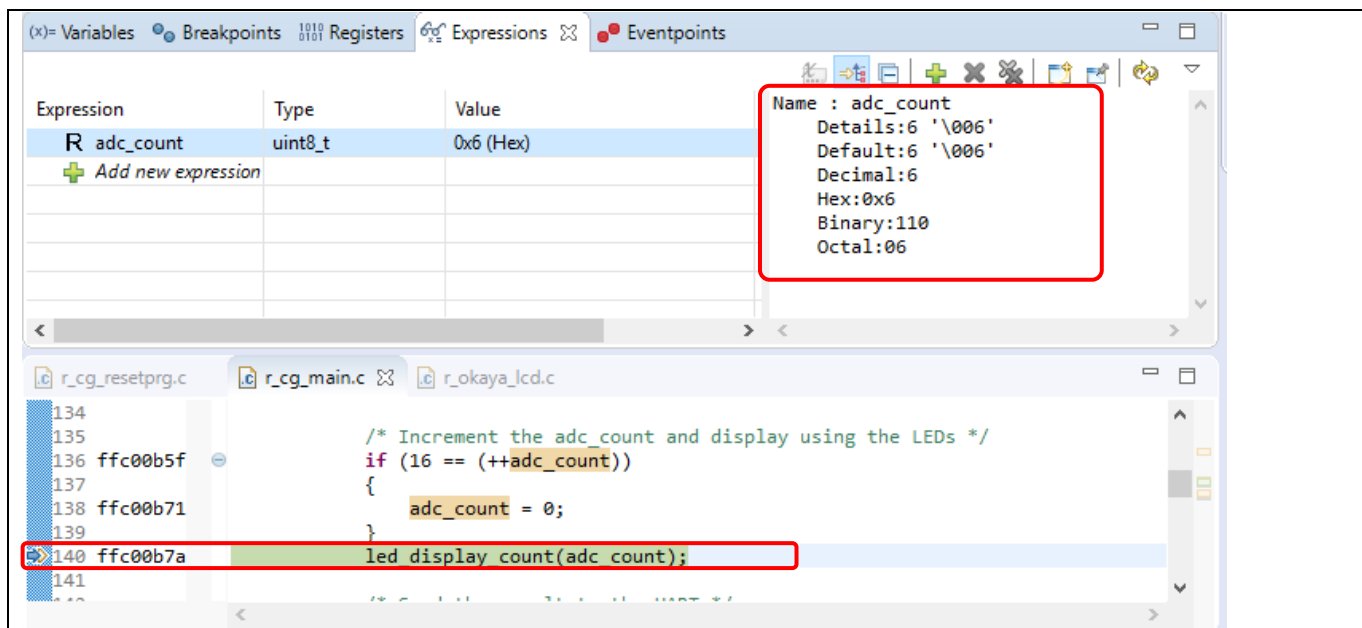 (x)= Variables Breakpoints Registers Expressions Eventpoints
Expression Type Value
R adc_count uint8_t 0x6 (Hex)
Add new expression
Name : adc_count
Details:6 '\006'
Default:6 '\006'
Decimal:6
Hex:0x6
Binary:110
Octal:06
r_cg_resetprg.c r_cg_main.c r_okaya_lcd.c
134
135 /* Increment the adc_count and display using the LEDs */
136 ffc00b5f if (16 == (++adc_count))
137 {
138 ffc00b71 adc_count = 0;
139 }
140 ffc00b7a led_display_count(adc_count);
141